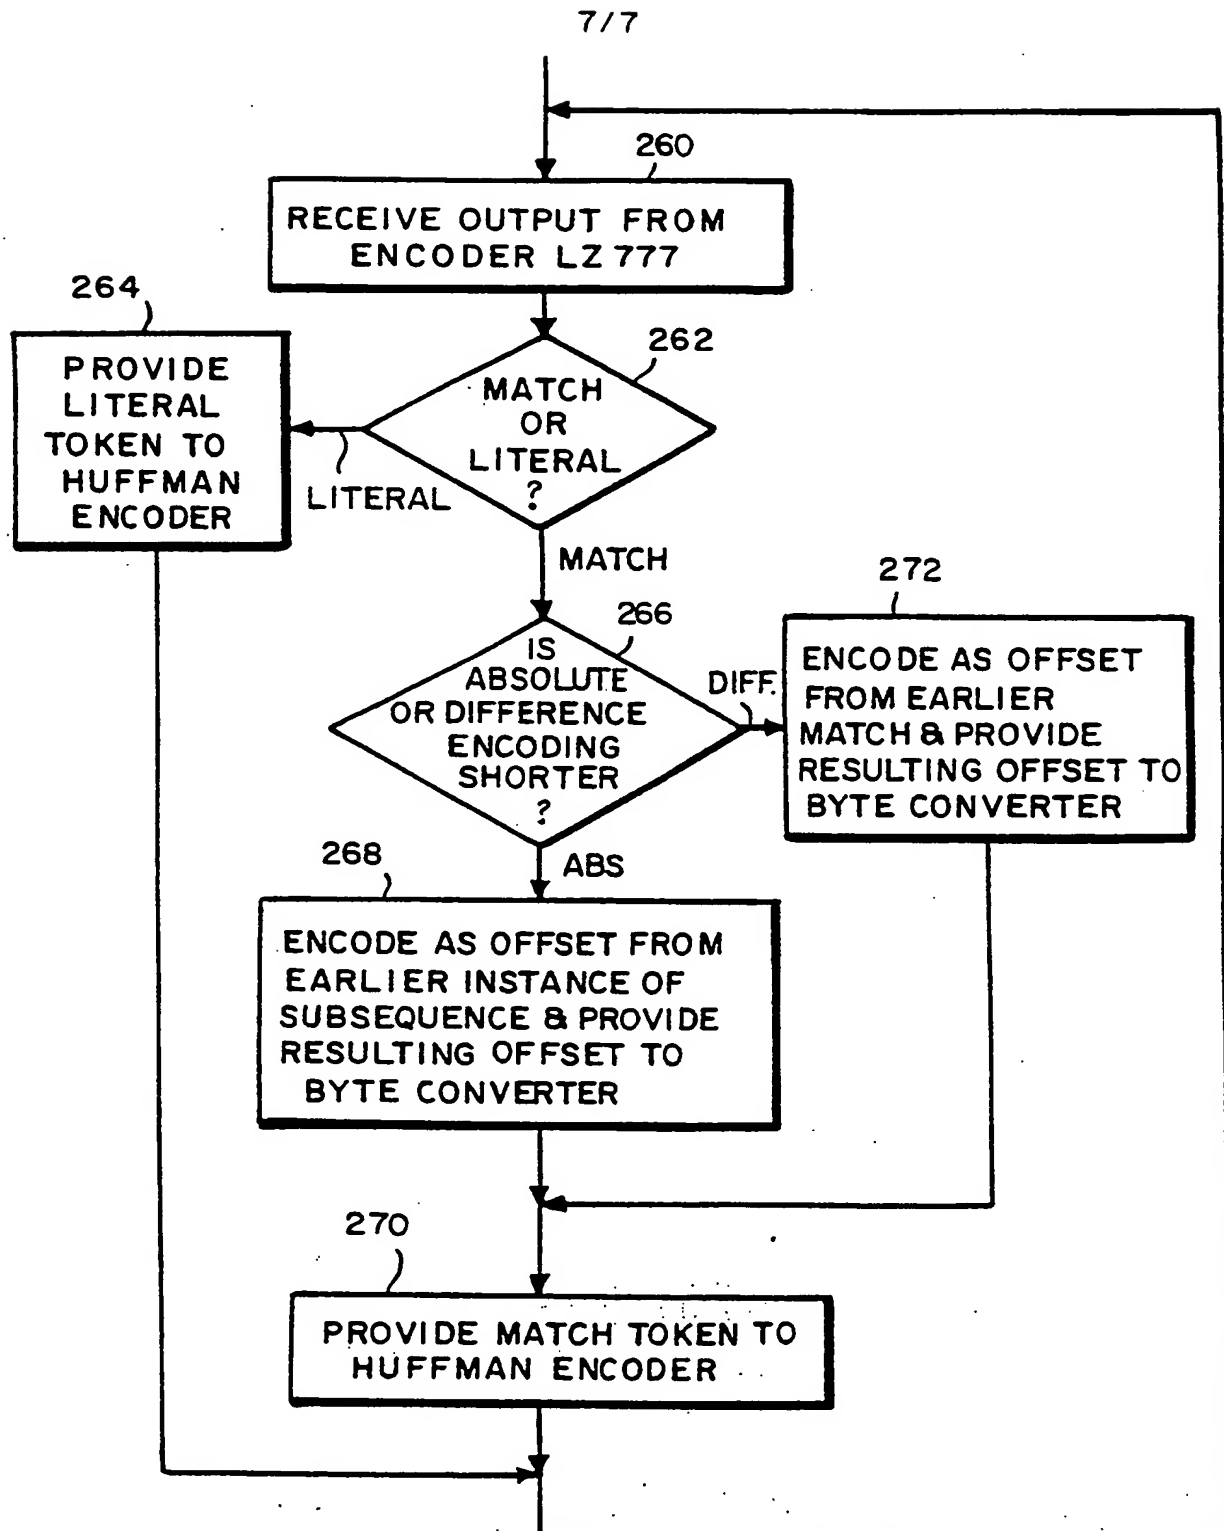 7/7
260
RECEIVE OUTPUT FROM
ENCODER LZ 777
264
PROVIDE
LITERAL
TOKEN TO
HUFFMAN
ENCODER
262
MATCH
OR
LITERAL
?
LITERAL
MATCH
266
IS
ABSOLUTE
OR DIFFERENCE
ENCODING
SHORTER
?
DIFF.
272
ENCODE AS OFFSET
FROM EARLIER
MATCH & PROVIDE
RESULTING OFFSET TO
BYTE CONVERTER
ABS
268
ENCODE AS OFFSET FROM
EARLIER INSTANCE OF
SUBSEQUENCE & PROVIDE
RESULTING OFFSET TO
BYTE CONVERTER
270
PROVIDE MATCH TOKEN TO
HUFFMAN ENCODER